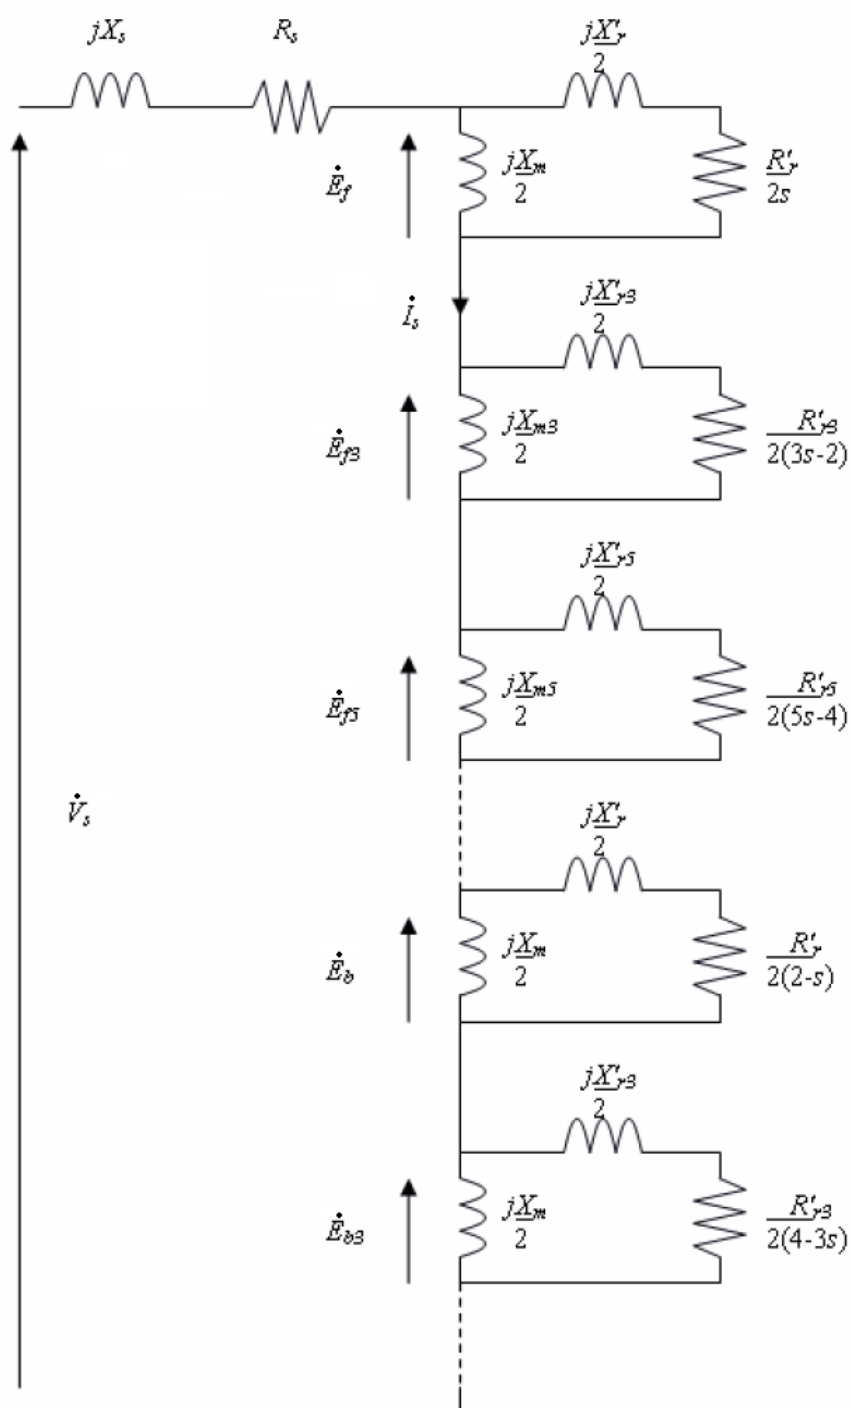 jXₛ
Rₛ
jX'ᵣ
2
Ėf
jXₘ
2
R'ᵣ
2s
İₛ
jX'ᵣ₃
2
Ėf₃
jXₘ₃
2
R'ᵣ₃
2(3s-2)
jX'ᵣ₅
2
Ėf₅
jXₘ₅
2
R'ᵣ₅
2(5s-4)
V̇ₛ
jX'ᵣ
2
Ėb
jXₘ
2
R'ᵣ
2(2-s)
jX'ᵣ₃
2
Ėb₃
jXₘ
2
R'ᵣ₃
2(4-3s)